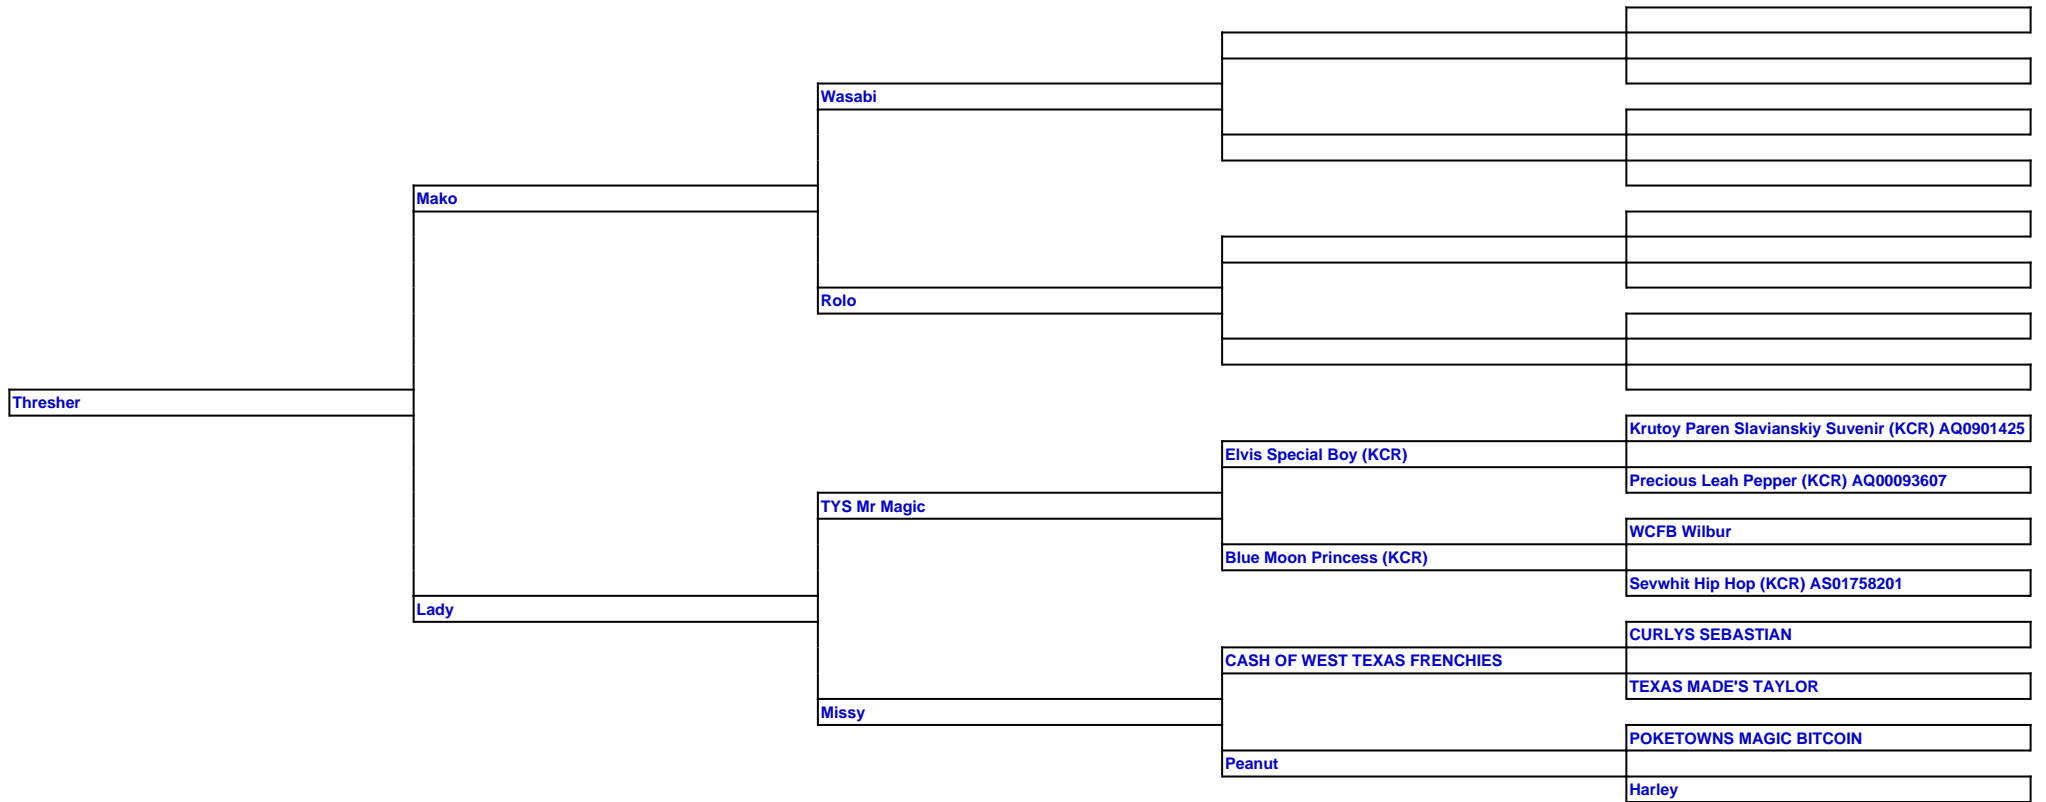 Wasabi
Mako
Rolo
Thresher
Krutoy Paren Slavianskiy Suvenir (KCR) AQ0901425
Elvis Special Boy (KCR)
Precious Leah Pepper (KCR) AQ00093607
TYS Mr Magic
WCFB Wilbur
Blue Moon Princess (KCR)
Sevwhit Hip Hop (KCR) AS01758201
Lady
CURLYS SEBASTIAN
CASH OF WEST TEXAS FRENCHIES
TEXAS MADE'S TAYLOR
Missy
POKETOWNS MAGIC BITCOIN
Peanut
Harley